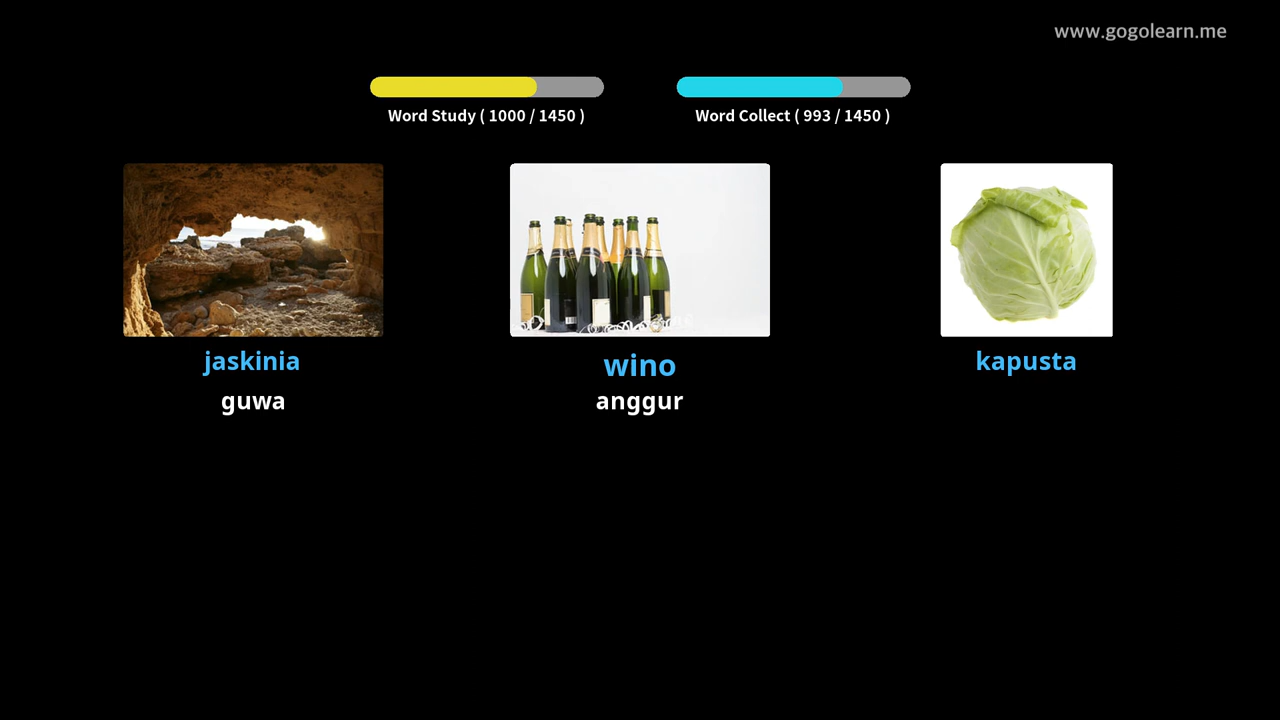 www.gogolearn.me
Word Study ( 1000 / 1450 )
Word Collect ( 993 / 1450 )
jaskinia
wino
kapusta
guwa
anggur